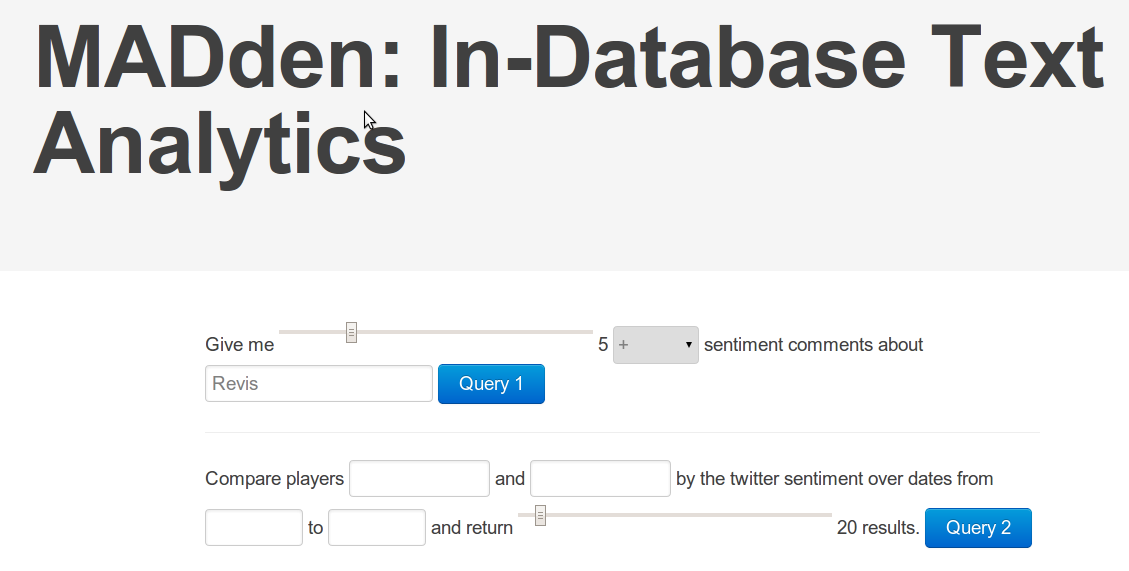 MADden: In-Database Text
Analytics
Give me 5 + sentiment comments about
Revis Query 1
Compare players and by the twitter sentiment over dates from
to and return 20 results. Query 2